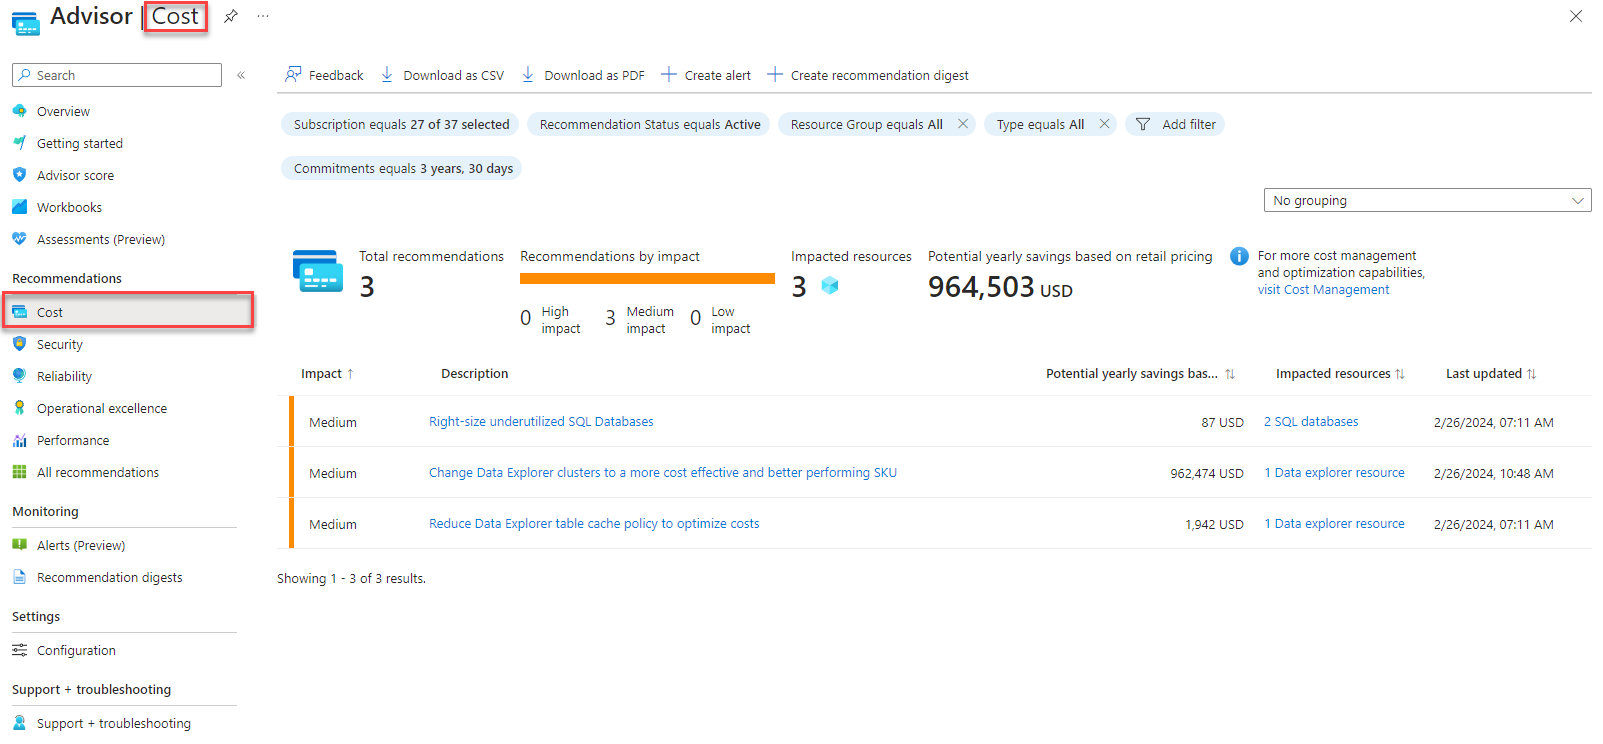 Advisor | Cost
Search
Overview
Getting started
Advisor score
Workbooks
Assessments (Preview)
Recommendations
Cost
Security
Reliability
Operational excellence
Performance
All recommendations
Monitoring
Alerts (Preview)
Recommendation digests
Settings
Configuration
Support + troubleshooting
Support + troubleshooting
Feedback Download as CSV Download as PDF Create alert Create recommendation digest
Subscription equals 27 of 37 selected Recommendation Status equals Active Resource Group equals All Type equals All Add filter
Commitments equals 3 years, 30 days
No grouping
Total recommendations
3
Recommendations by impact
0 High impact
3 Medium impact
0 Low impact
Impacted resources
3
Potential yearly savings based on retail pricing
964,503 USD
For more cost management
and optimization capabilities,
visit Cost Management
Impact Description Potential yearly savings bas... Impacted resources Last updated
Medium Right-size underutilized SQL Databases 87 USD 2 SQL databases 2/26/2024, 07:11 AM
Medium Change Data Explorer clusters to a more cost effective and better performing SKU 962,474 USD 1 Data explorer resource 2/26/2024, 10:48 AM
Medium Reduce Data Explorer table cache policy to optimize costs 1,942 USD 1 Data explorer resource 2/26/2024, 07:11 AM
Showing 1 - 3 of 3 results.